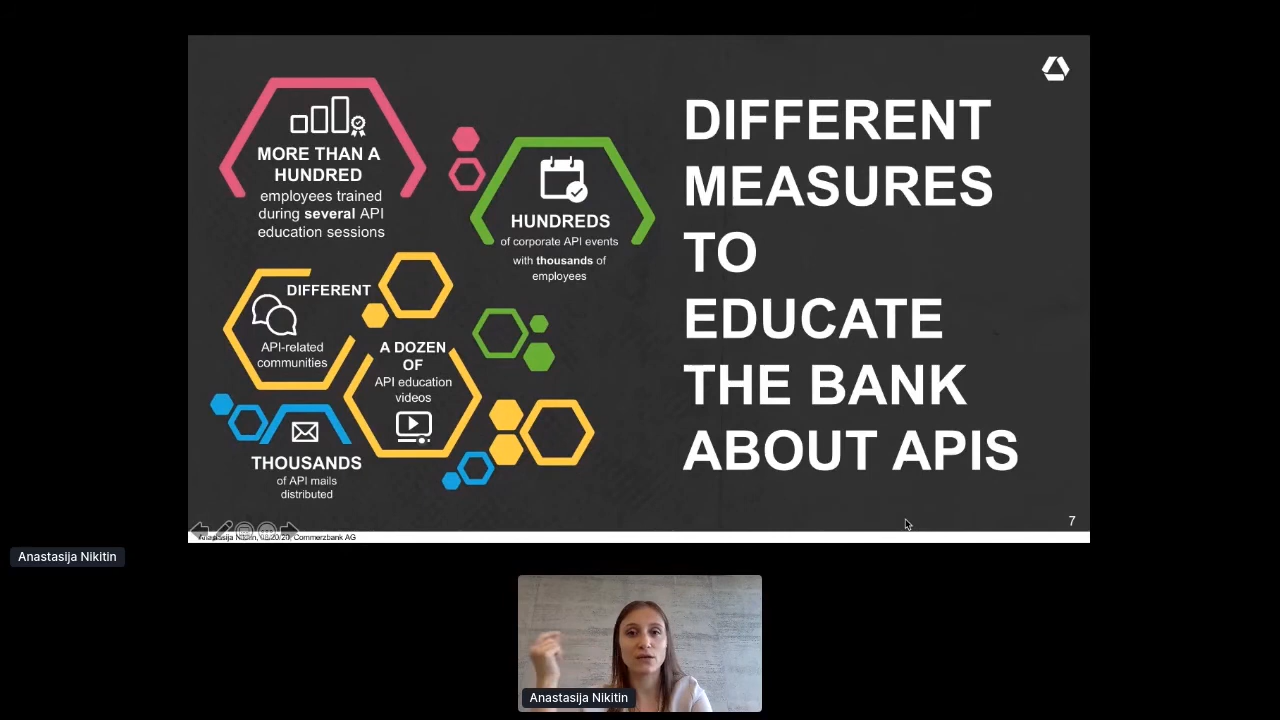 MORE THAN A
HUNDRED
employees trained
during several API
education sessions
HUNDREDS
of corporate API events
with thousands of
employees
DIFFERENT
API-related
communities
A DOZEN
OF
API education
videos
THOUSANDS
of API mails
distributed
DIFFERENT
MEASURES
TO
EDUCATE
THE BANK
ABOUT APIS
7
Anastasija Nikitin, Commerzbank AG
Anastasija Nikitin
Anastasija Nikitin